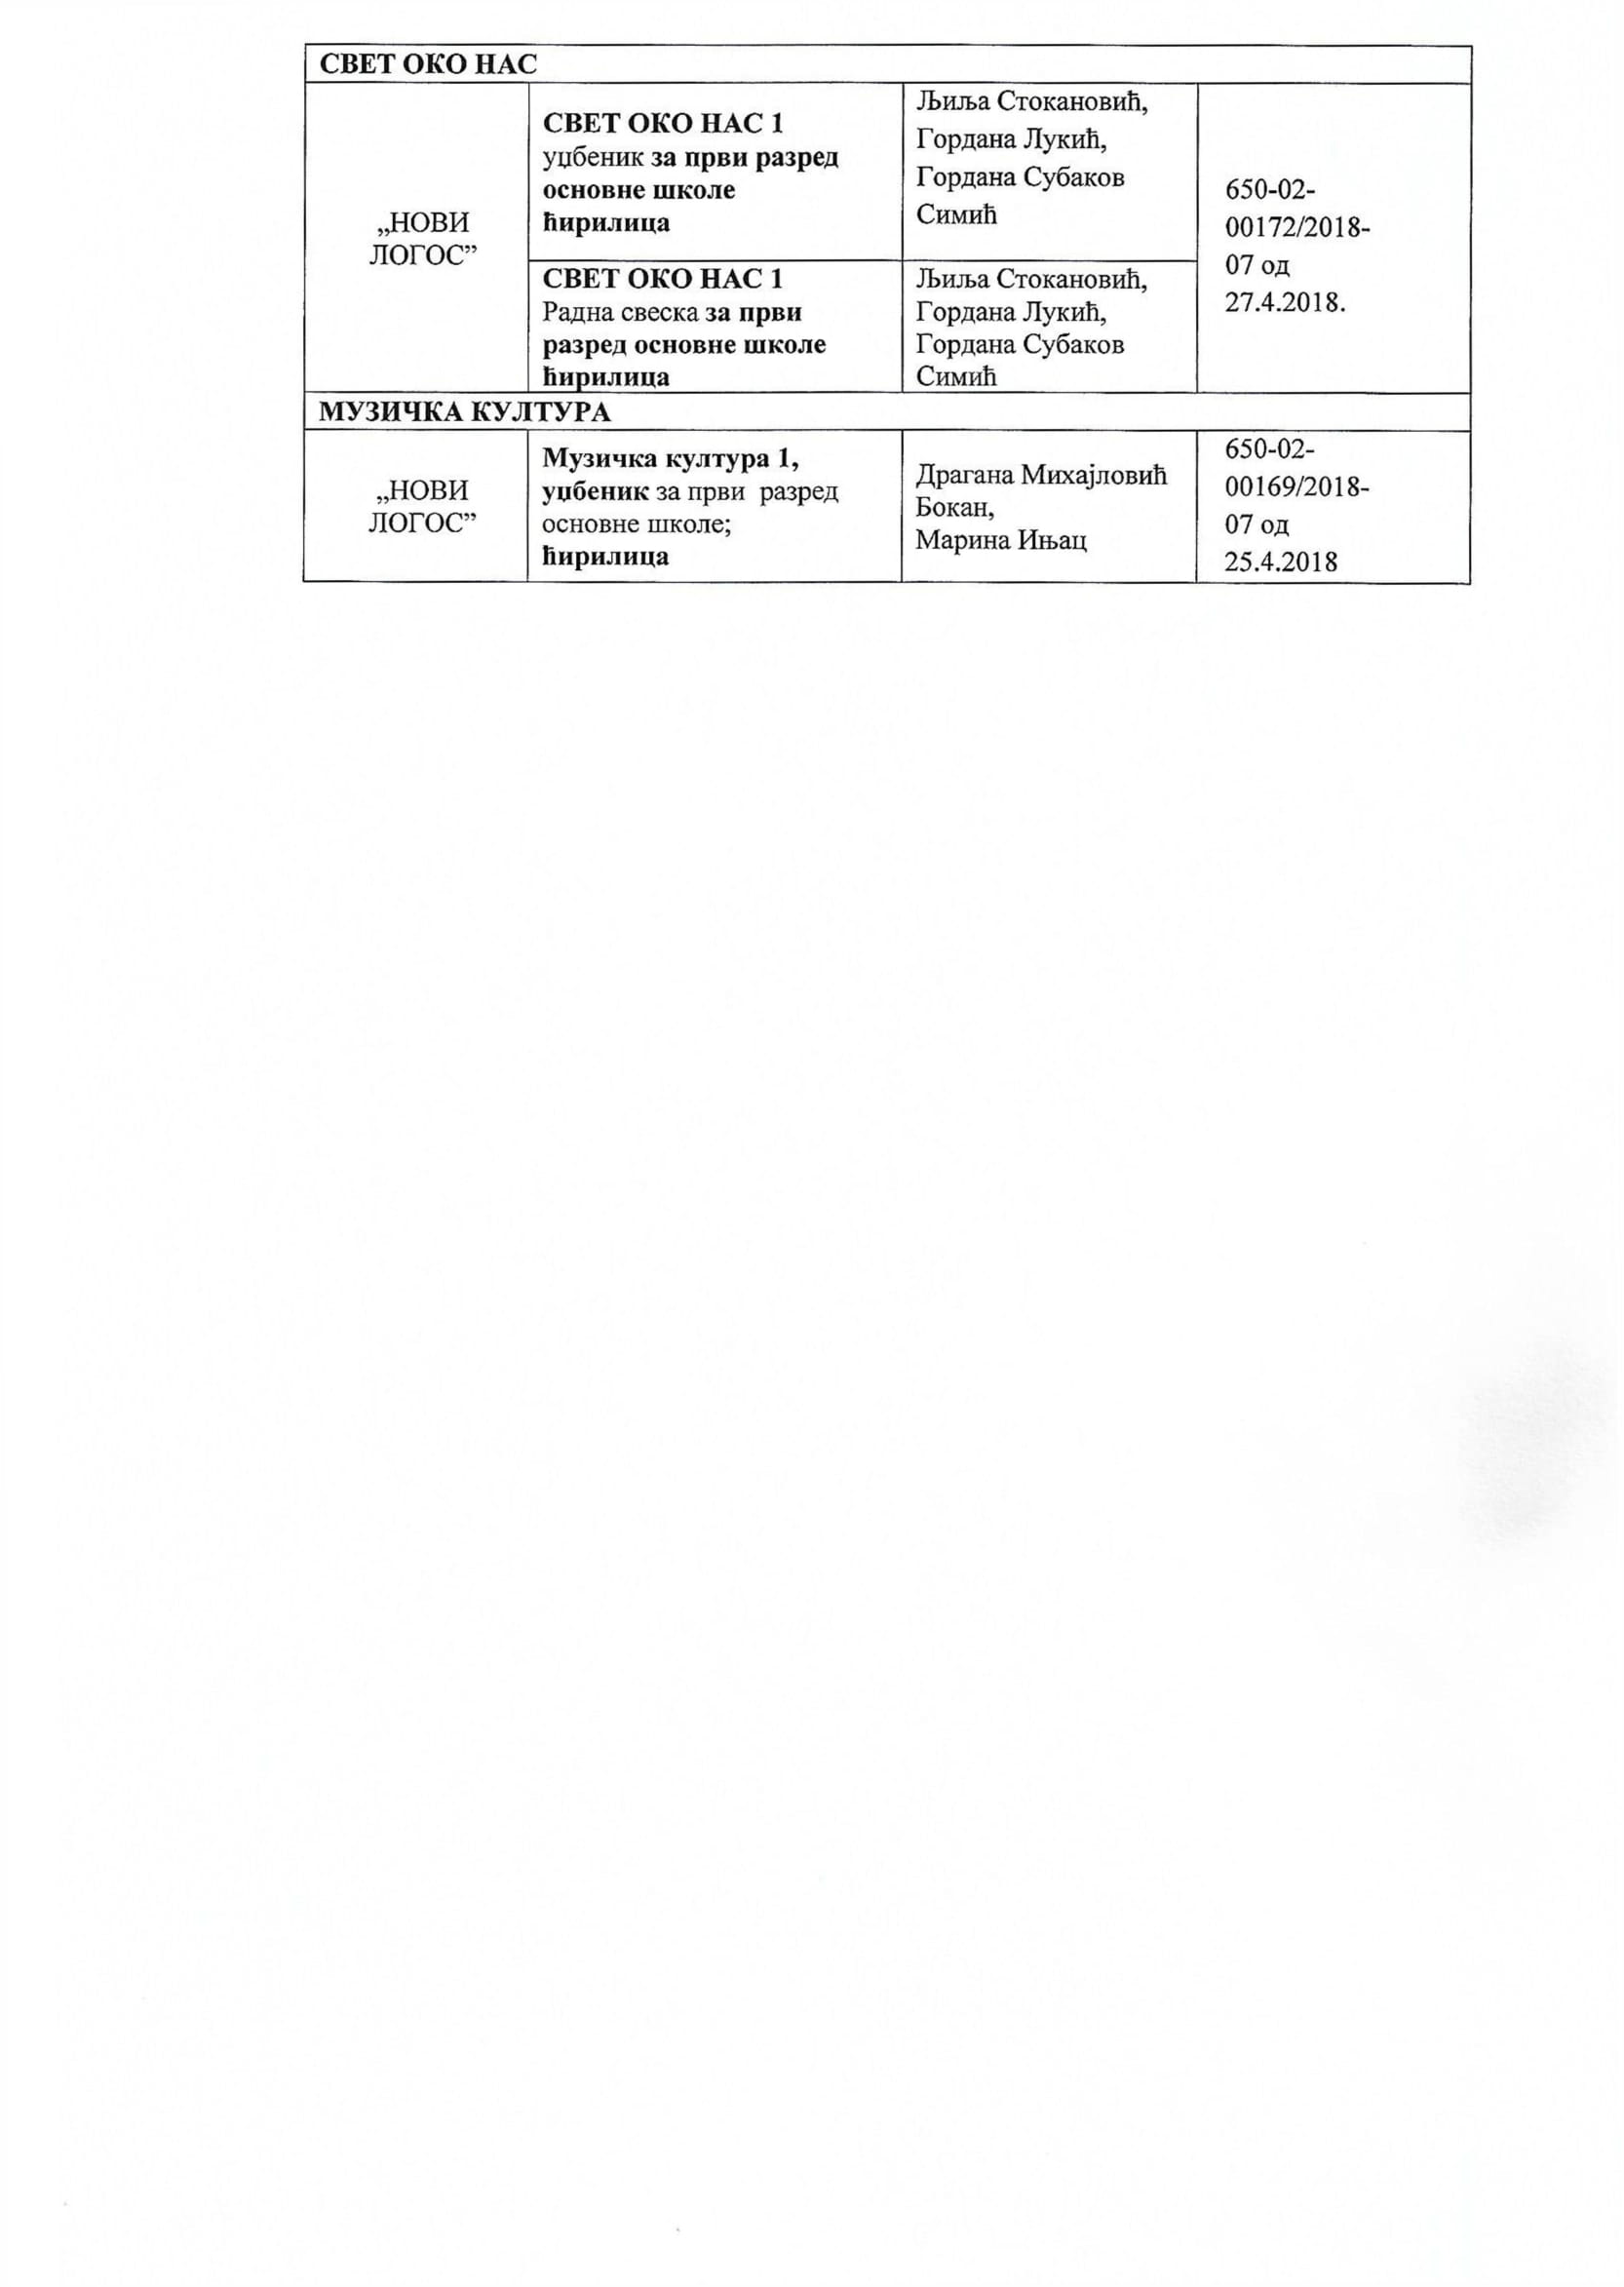 СВЕТ ОКО НАС
„НОВИ
ЛОГОС”
СВЕТ ОКО НАС 1
уџбеник за први разред
основне школе
ћирилица
Љиља Стокановић,
Гордана Лукић,
Гордана Субаков
Симић
650-02-
00172/2018-
07 од
27.4.2018.
СВЕТ ОКО НАС 1
Радна свеска за први
разред основне школе
ћирилица
Љиља Стокановић,
Гордана Лукић,
Гордана Субаков
Симић
МУЗИЧКА КУЛТУРА
„НОВИ
ЛОГОС”
Музичка култура 1,
уџбеник за први разред
основне школе;
ћирилица
Драгана Михајловић
Бокан,
Марина Ињац
650-02-
00169/2018-
07 од
25.4.2018